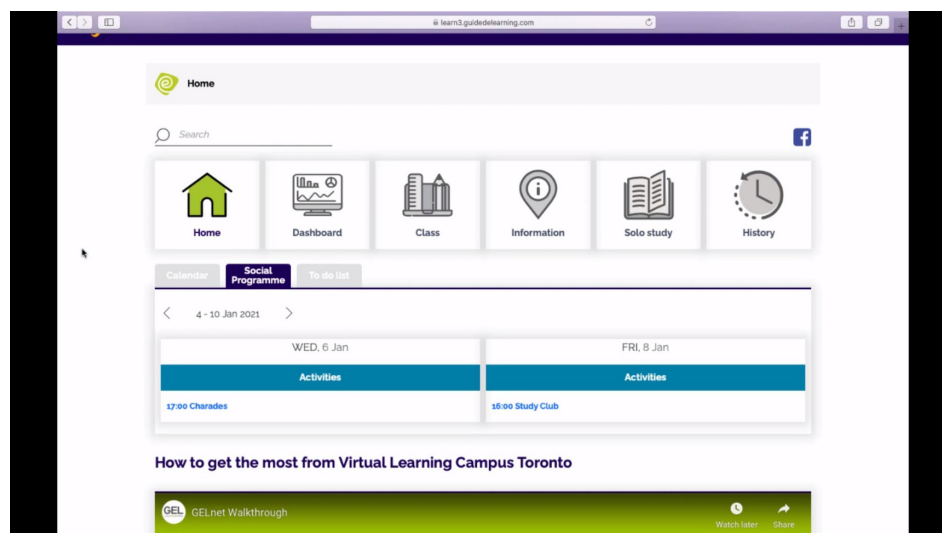 learn3.guidedelearning.com
Home
Search
Home
Dashboard
Class
Information
Solo study
History
Calendar
Social
Programme
To do list
4 - 10 Jan 2021
WED, 6 Jan
FRI, 8 Jan
Activities
Activities
17:00 Charades
16:00 Study Club
How to get the most from Virtual Learning Campus Toronto
GEL
GELnet Walkthrough
Watch later
Share